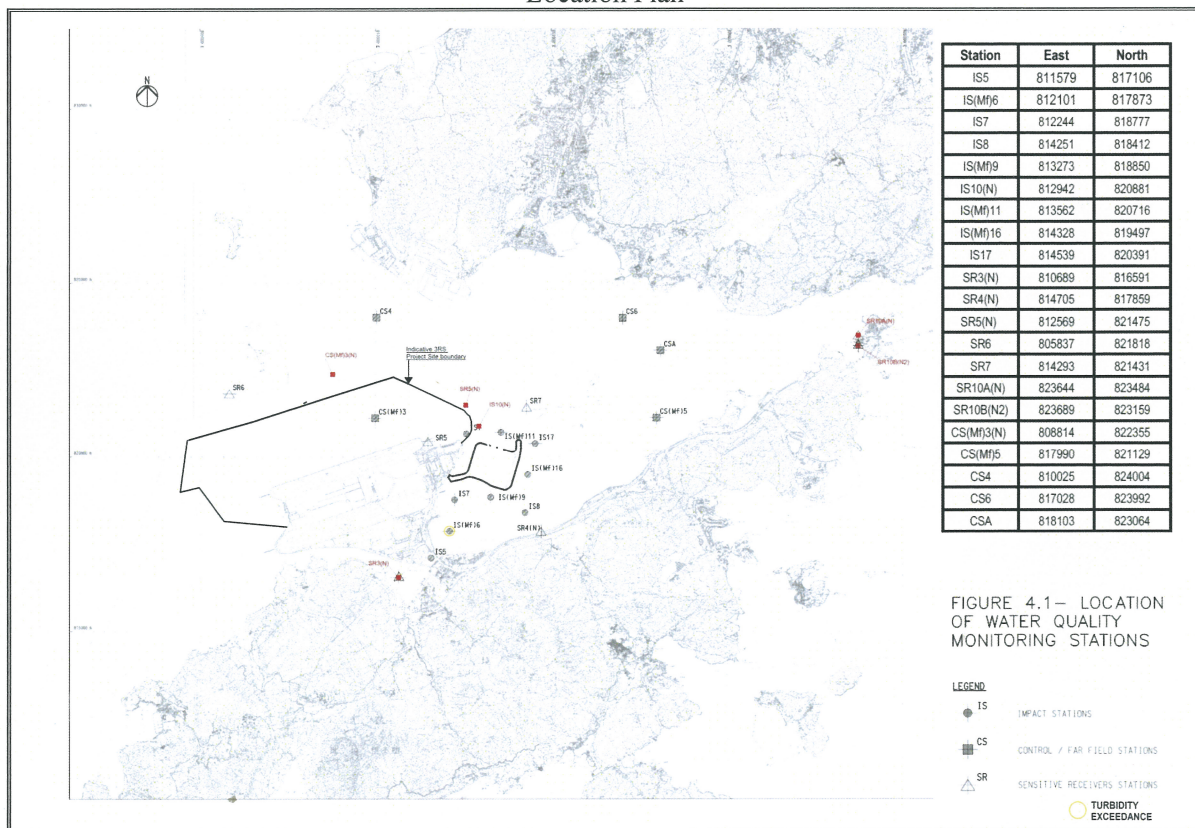 Location Plan
N
Station East North
IS5 811579 817106
IS(Mf)6 812101 817873
IS7 812244 818777
IS8 814251 818412
IS(Mf)9 813273 818850
IS10(N) 812942 820881
IS(Mf)11 813562 820716
IS(Mf)16 814328 819497
IS17 814539 820391
SR3(N) 810689 816591
SR4(N) 814705 817859
SR5(N) 812569 821475
SR6 805837 821818
SR7 814293 821431
SR10A(N) 823644 823484
SR10B(N2) 823689 823159
CS(Mf)3(N) 808814 822355
CS(Mf)5 817990 821129
CS4 810025 824004
CS6 817028 823992
CSA 818103 823064
CS4
CS6
SR10A(N)
CSA
Indicative 3RS
Project Site boundary
CS(Mf)3(N)
SR10B(N2)
SR6
SR5(N)
IS10(N)
SR7
CS(Mf)3
CS(Mf)5
IS(Mf)11
SR5
IS17
IS(Mf)16
IS7
IS(Mf)9
IS8
IS(Mf)6
SR4(N)
IS5
SR3(N)
FIGURE 4.1– LOCATION
OF WATER QUALITY
MONITORING STATIONS
LEGEND
IS
IMPACT STATIONS
CS
CONTROL / FAR FIELD STATIONS
SR
SENSITIVE RECEIVERS STATIONS
TURBIDITY
EXCEEDANCE